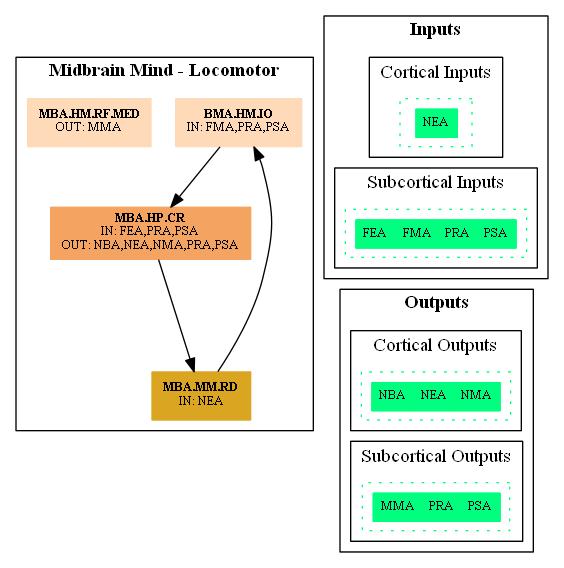 Midbrain Mind - Locomotor
MBA.HM.RF.MED
OUT: MMA
BMA.HM.IO
IN: FMA,PRA,PSA
MBA.HP.CR
IN: FEA,PRA,PSA
OUT: NBA,NEA,NMA,PRA,PSA
MBA.MM.RD
IN: NEA
Inputs
Cortical Inputs
NEA
Subcortical Inputs
FEA FMA PRA PSA
Outputs
Cortical Outputs
NBA NEA NMA
Subcortical Outputs
MMA PRA PSA